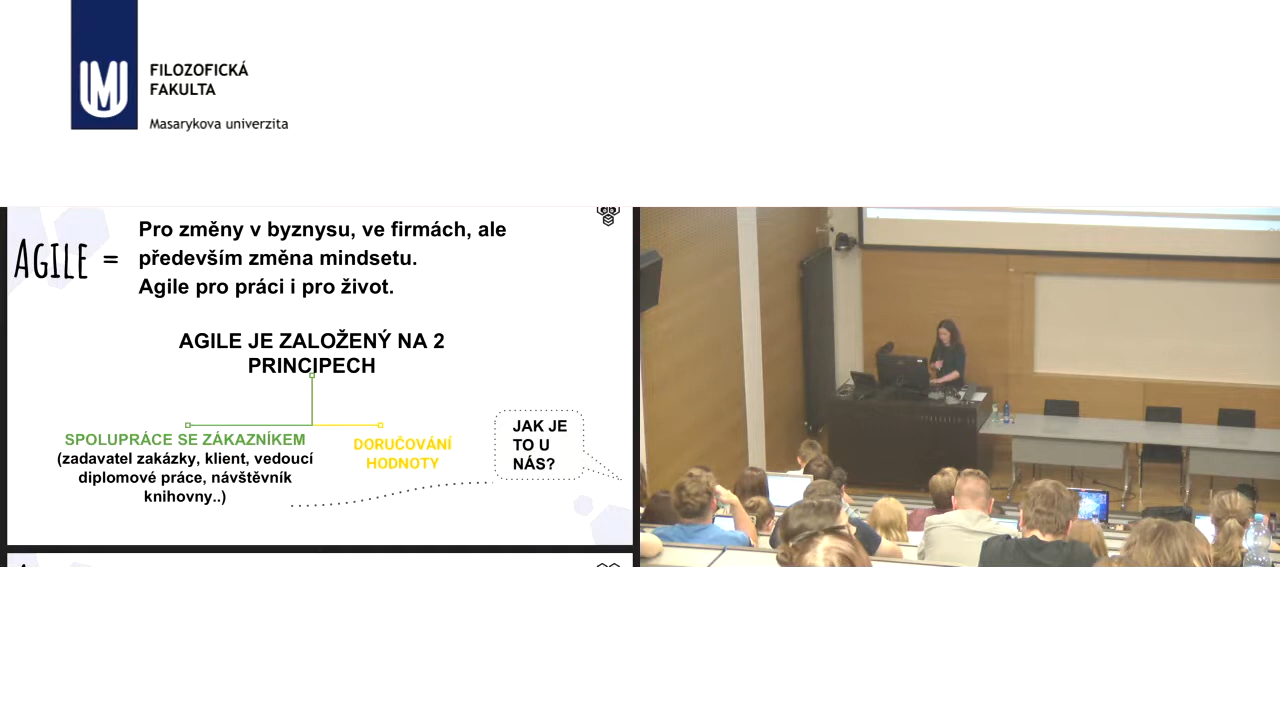 FILOZOFICKÁ
FAKULTA
Masarykova univerzita
AGILE =
Pro změny v byznysu, ve firmách, ale
především změna mindsetu.
Agile pro práci i pro život.
AGILE JE ZALOŽENÝ NA 2
PRINCIPECH
SPOLUPRÁCE SE ZÁKAZNÍKEM
(zadavatel zakázky, klient, vedoucí
diplomové práce, návštěvník
knihovny..)
DORUČOVÁNÍ
HODNOTY
JAK JE
TO U
NÁS?